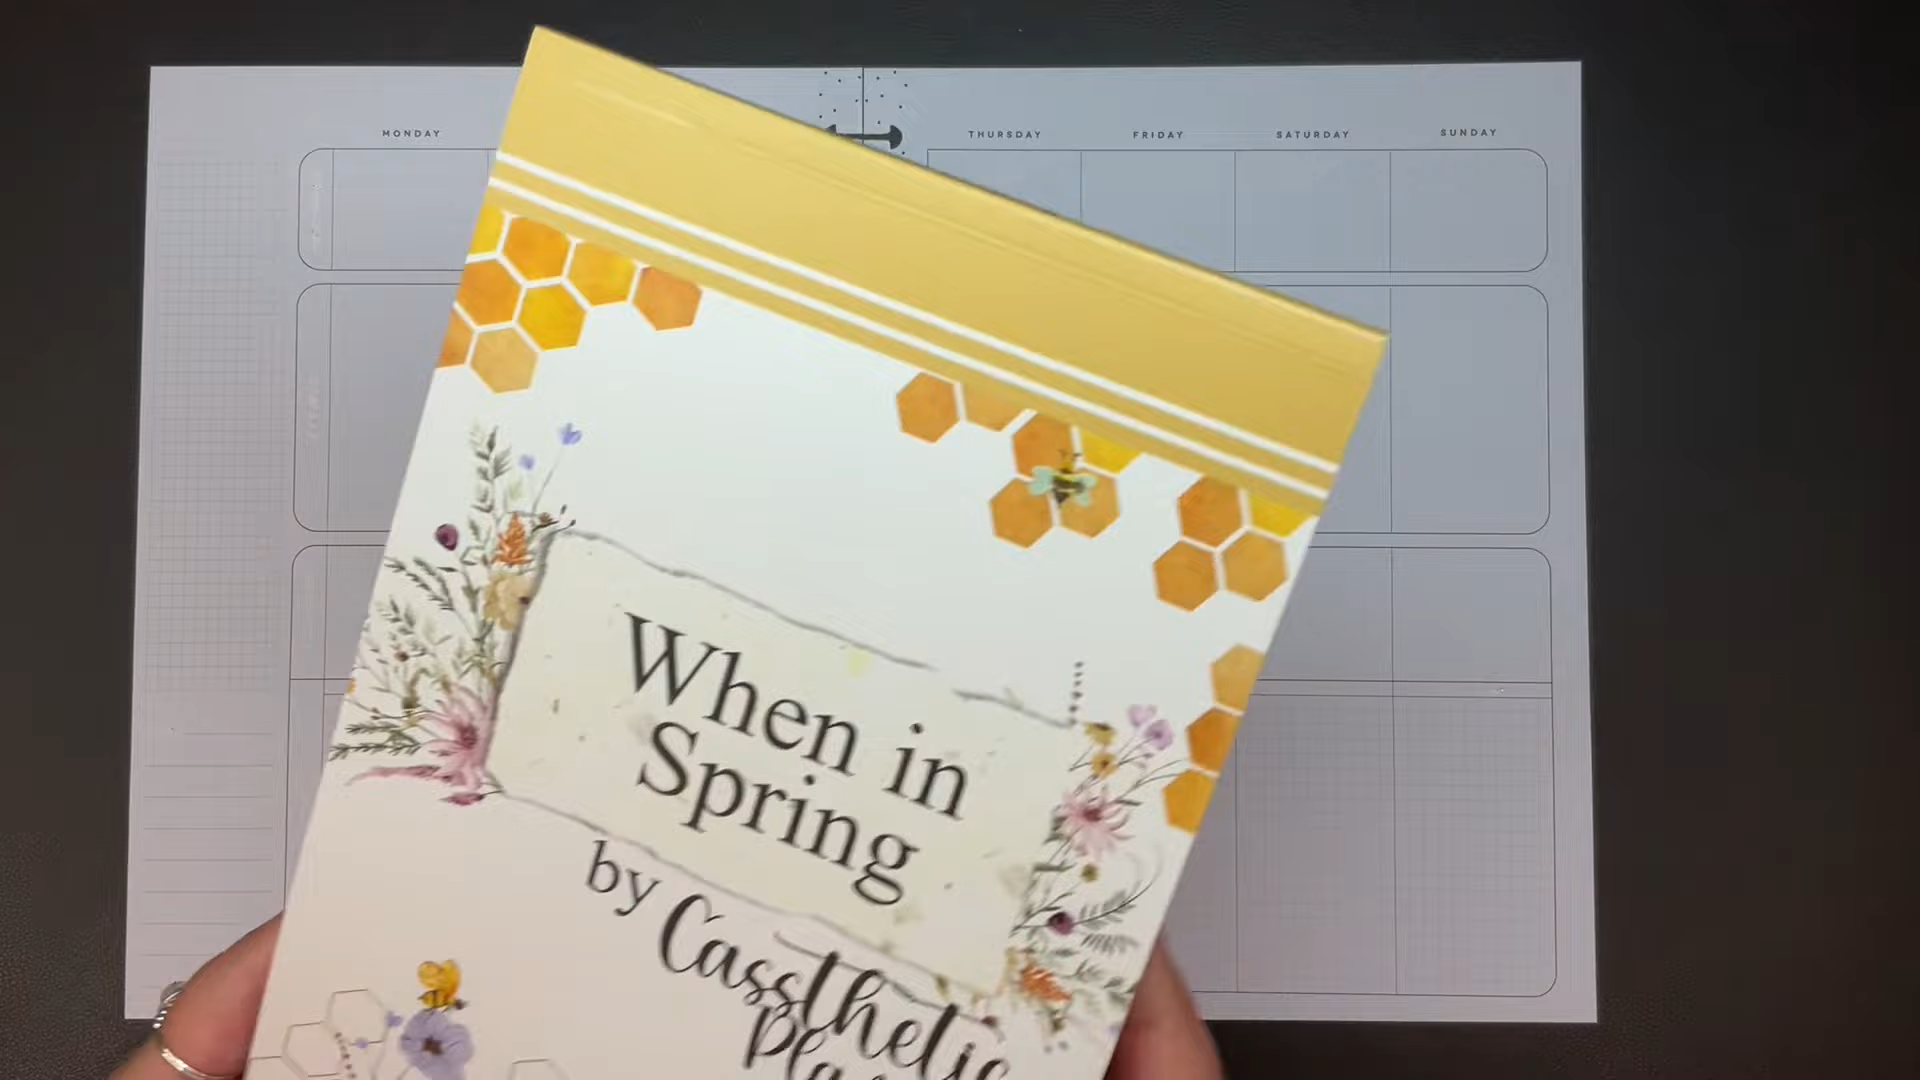 MONDAY
THURSDAY FRIDAY SATURDAY SUNDAY
When in
Spring
by Cassthetic